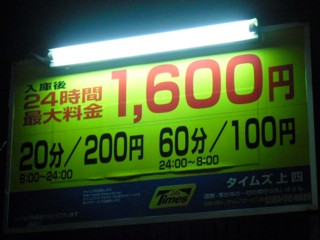 入庫後
24時間
最大料金 1,600円
20分/200円 60分/100円
8:00~24:00 24:00~8:00
Times
タイムズ 上四